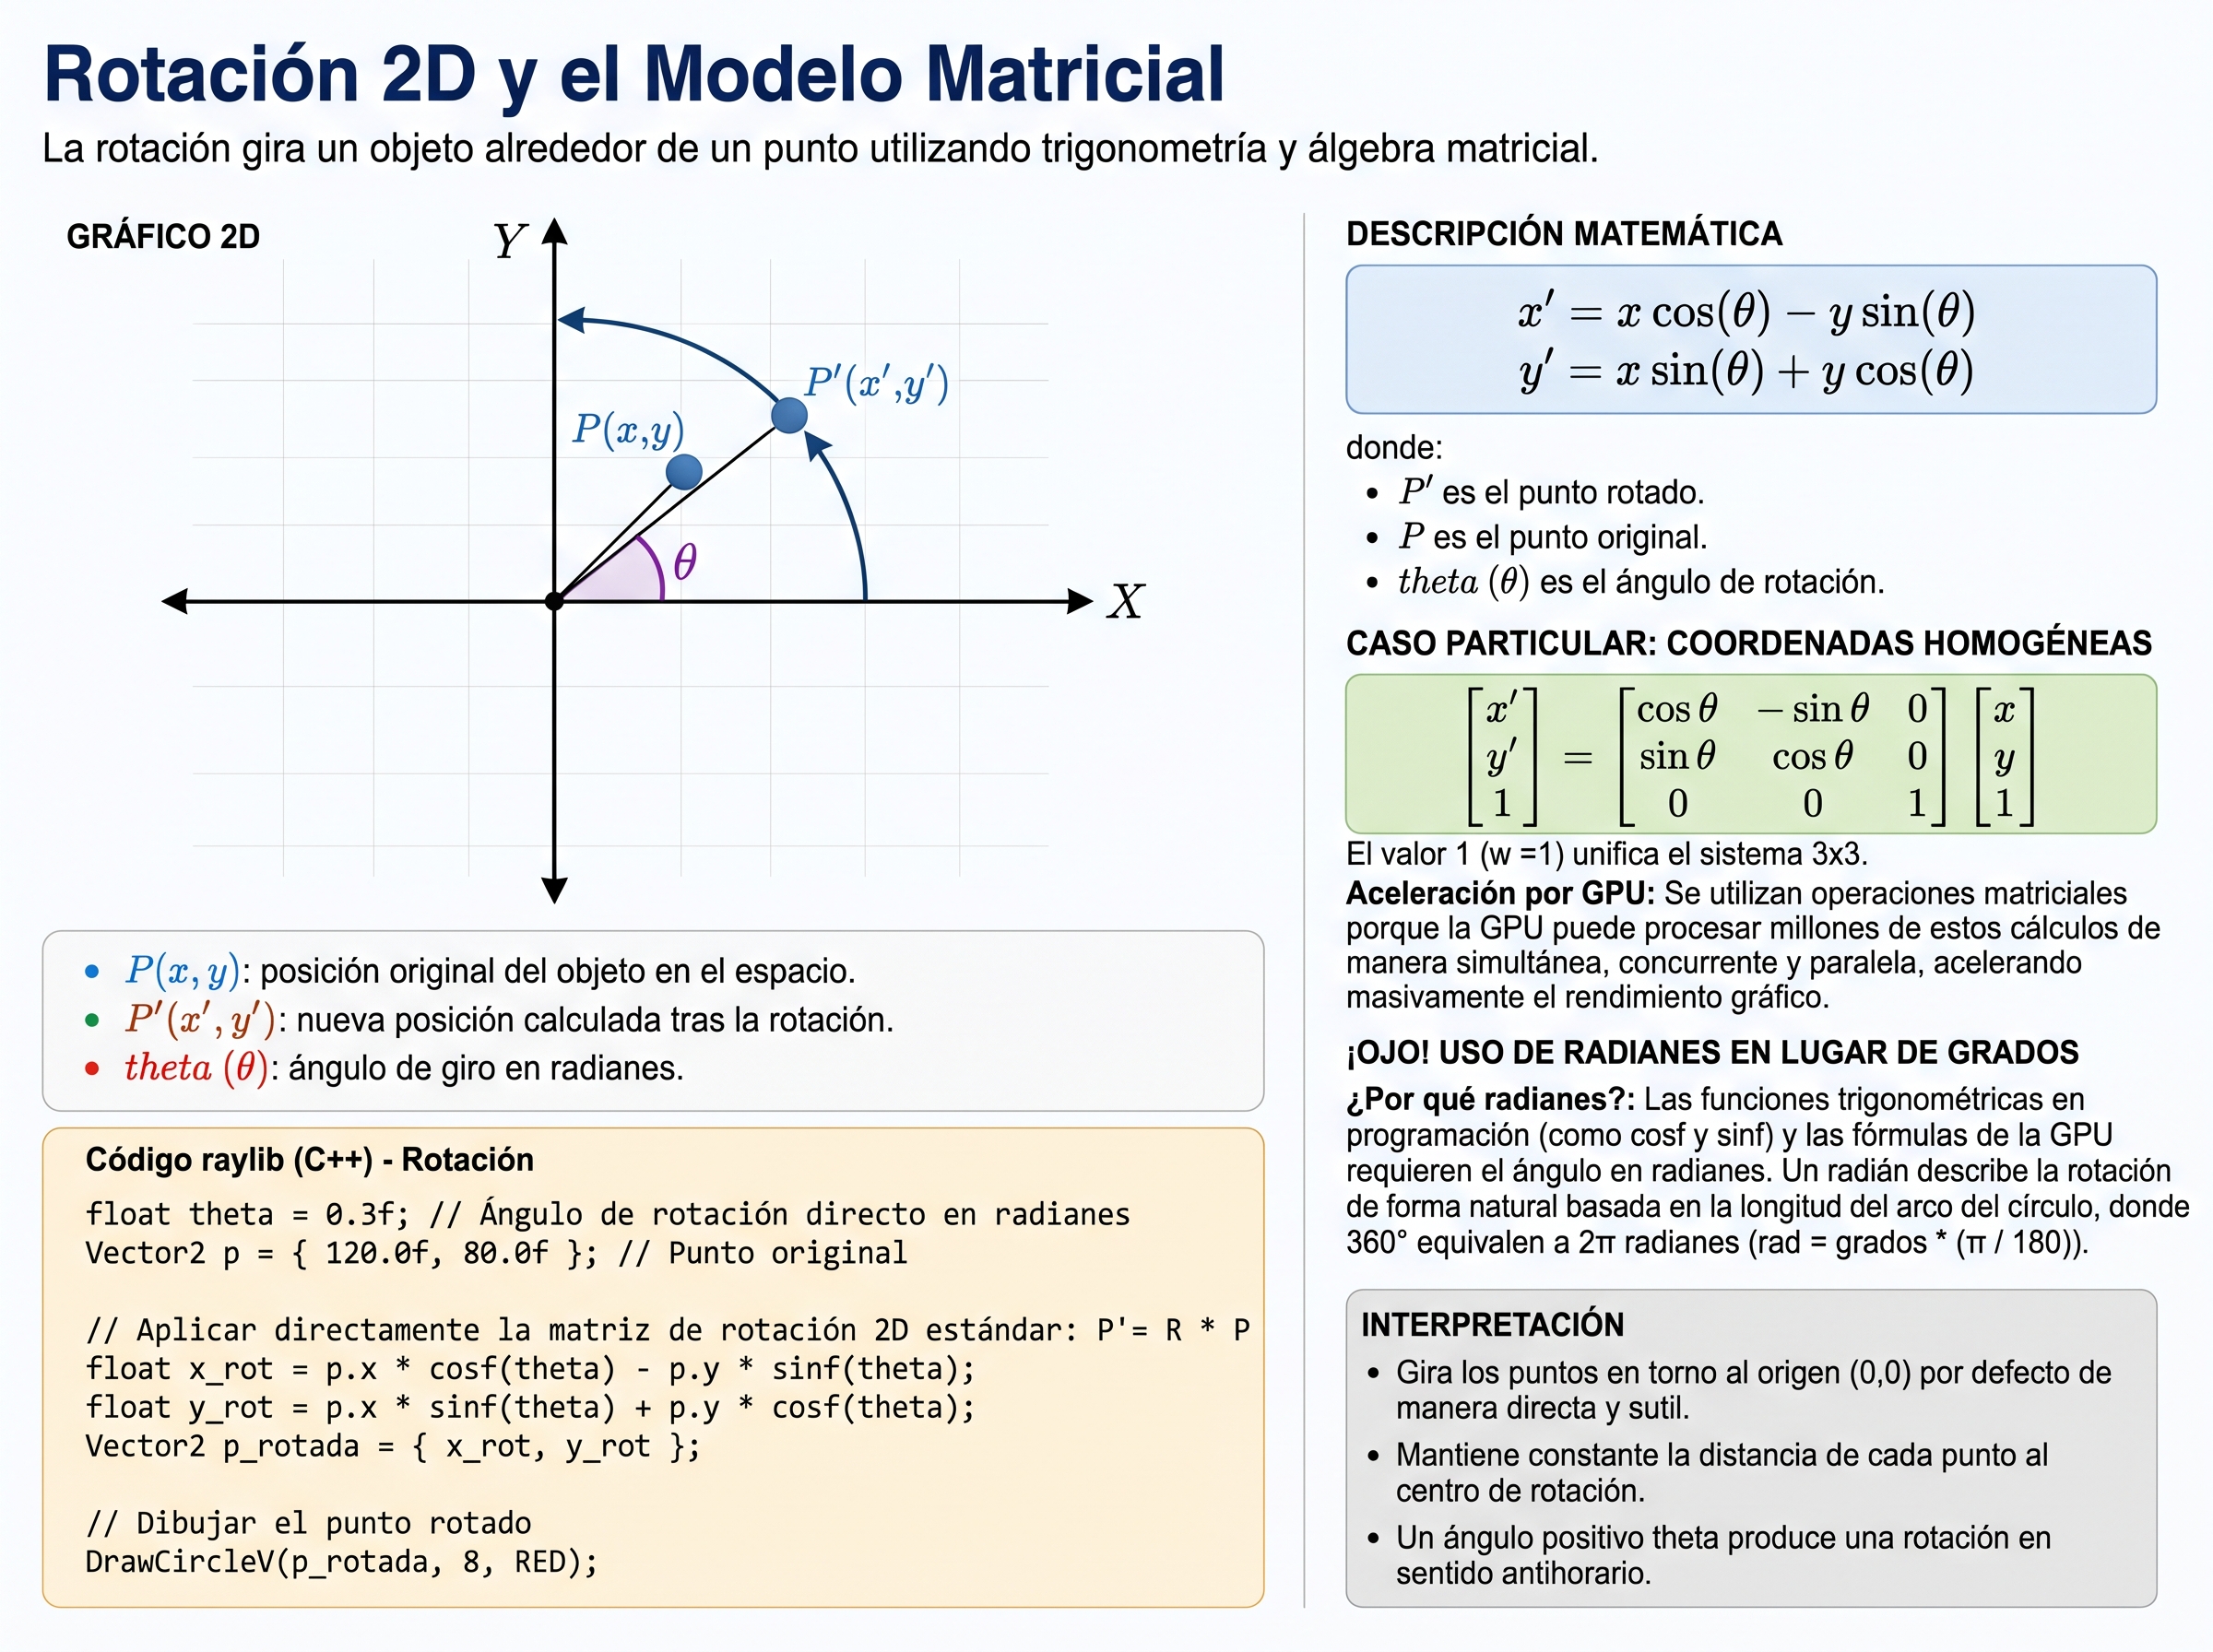 Rotación 2D y el Modelo Matricial
La rotación gira un objeto alrededor de un punto utilizando trigonometría y álgebra matricial.
GRÁFICO 2D
Y
P'(x',y')
P(x,y)
θ
X
• P(x, y): posición original del objeto en el espacio.
• P'(x', y'): nueva posición calculada tras la rotación.
• theta (θ): ángulo de giro en radianes.
Código raylib (C++) - Rotación
float theta = 0.3f; // Ángulo de rotación directo en radianes
Vector2 p = { 120.0f, 80.0f }; // Punto original
// Aplicar directamente la matriz de rotación 2D estándar: P'= R * P
float x_rot = p.x * cosf(theta) - p.y * sinf(theta);
float y_rot = p.x * sinf(theta) + p.y * cosf(theta);
Vector2 p_rotada = { x_rot, y_rot };
// Dibujar el punto rotado
DrawCircleV(p_rotada, 8, RED);
DESCRIPCIÓN MATEMÁTICA
x' = x cos(θ) − y sin(θ)
y' = x sin(θ) + y cos(θ)
donde:
• P' es el punto rotado.
• P es el punto original.
• theta (θ) es el ángulo de rotación.
CASO PARTICULAR: COORDENADAS HOMOGÉNEAS
[x'] [cos θ − sin θ 0] [x]
[y'] = [sin θ cos θ 0] [y]
[1] [0 0 1] [1]
El valor 1 (w =1) unifica el sistema 3x3.
Aceleración por GPU: Se utilizan operaciones matriciales
porque la GPU puede procesar millones de estos cálculos de
manera simultánea, concurrente y paralela, acelerando
masivamente el rendimiento gráfico.
¡OJO! USO DE RADIANES EN LUGAR DE GRADOS
¿Por qué radianes?: Las funciones trigonométricas en
programación (como cosf y sinf) y las fórmulas de la GPU
requieren el ángulo en radianes. Un radián describe la rotación
de forma natural basada en la longitud del arco del círculo, donde
360° equivalen a 2π radianes (rad = grados * (π / 180)).
INTERPRETACIÓN
• Gira los puntos en torno al origen (0,0) por defecto de
manera directa y sutil.
• Mantiene constante la distancia de cada punto al
centro de rotación.
• Un ángulo positivo theta produce una rotación en
sentido antihorario.